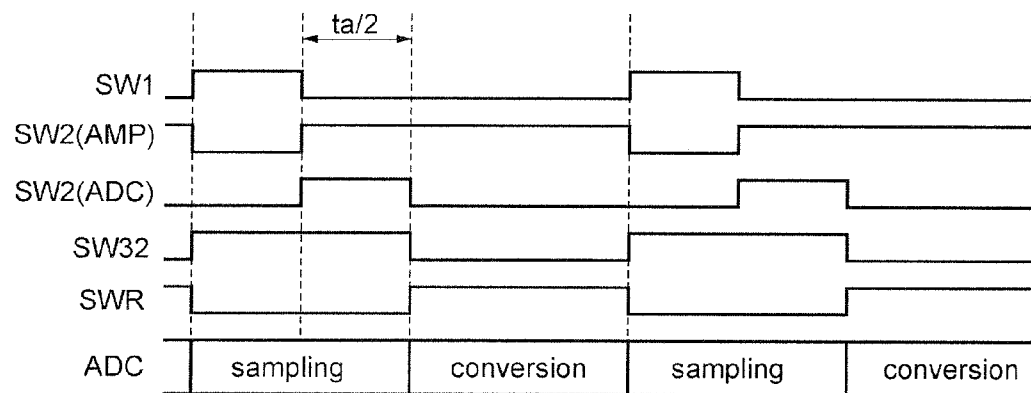 ta/2
SW1
SW2(AMP)
SW2(ADC)
SW32
SWR
ADC sampling conversion sampling conversion